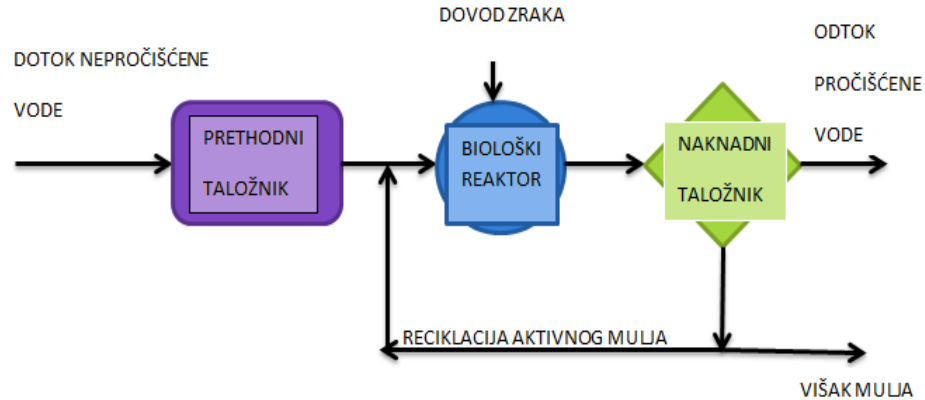 DOVOD ZRAKA
DOTOK NEPROČIŠĆENE
VODE
PRETHODNI
TALOŽNIK
BIOLOŠKI
REAKTOR
NAKNADNI
TALOŽNIK
ODTOK
PROČIŠĆENE
VODE
RECIKLACIJA AKTIVNOG MULJA
VIŠAK MULJA